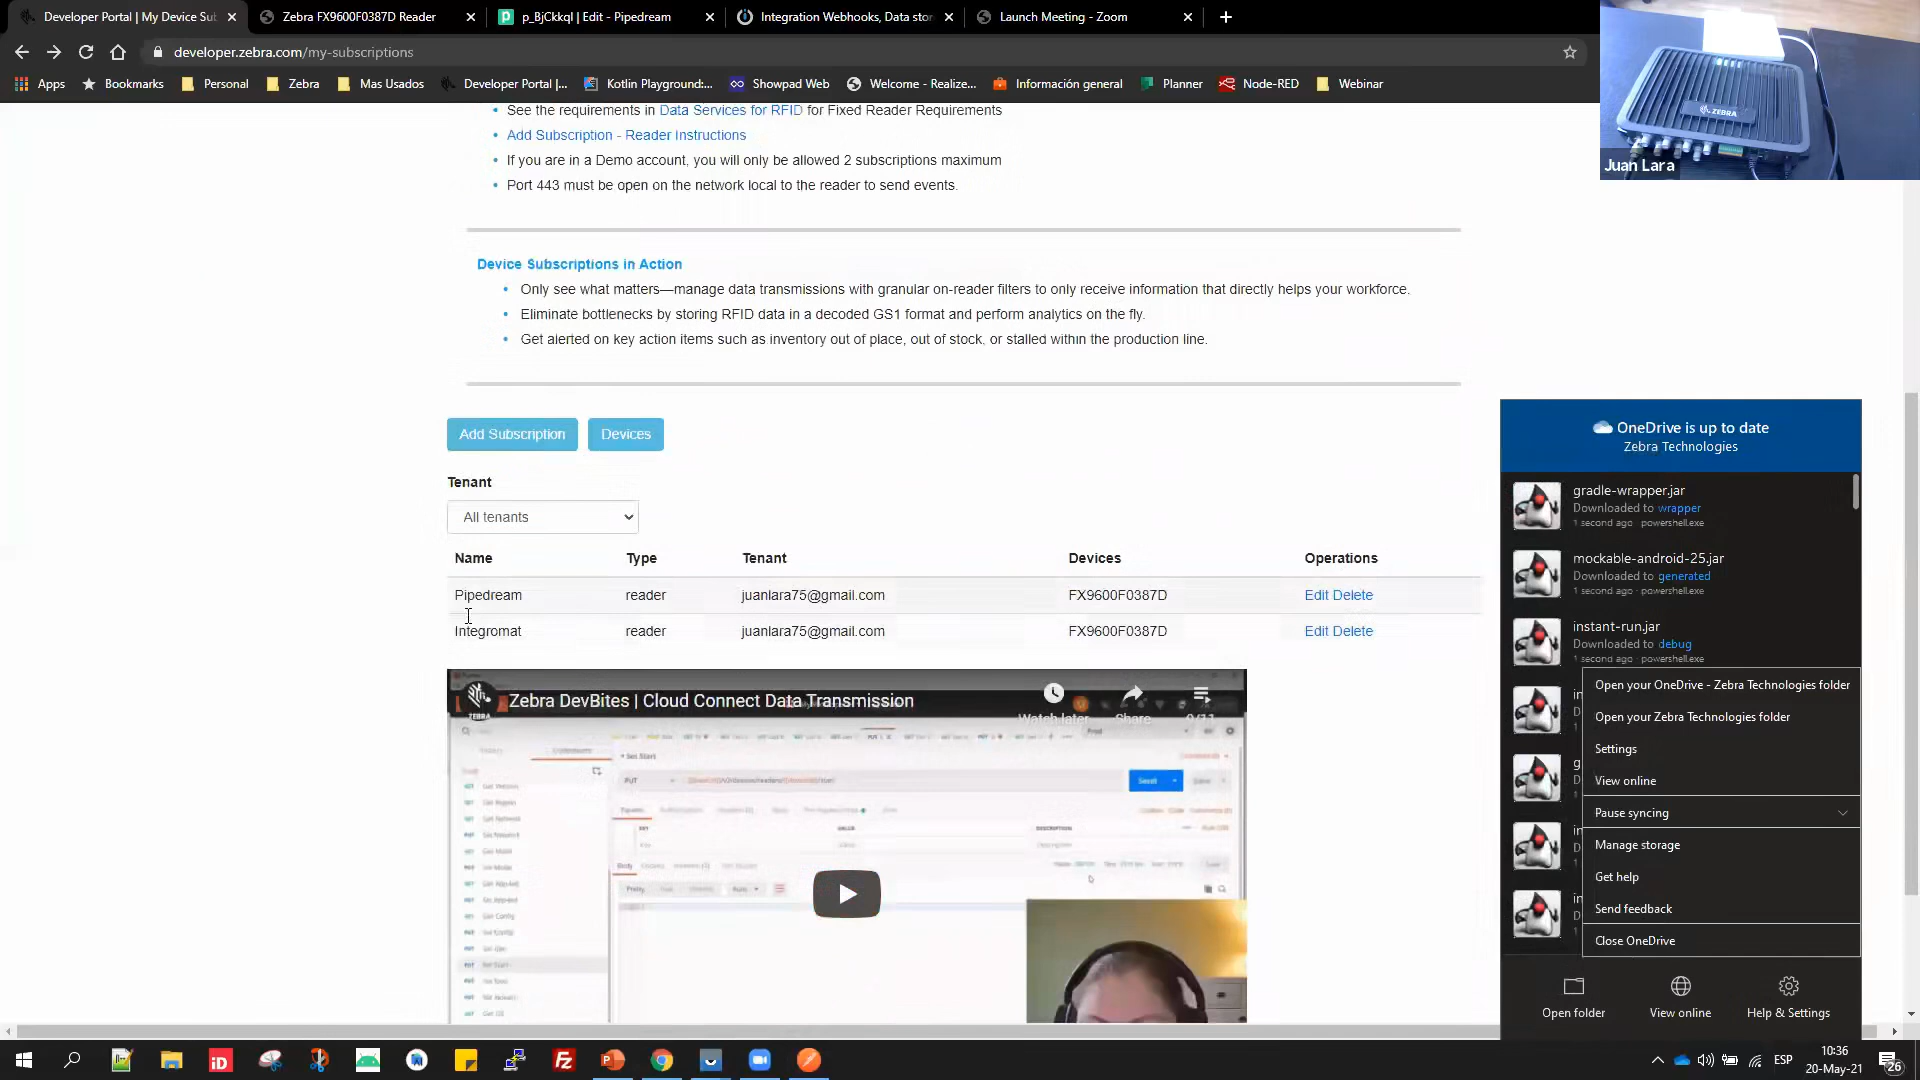 Developer Portal | My Device Sub
Zebra FX9600F0387D Reader
p_BjCkkql | Edit - Pipedream
Integration Webhooks, Data stor
Launch Meeting - Zoom
developer.zebra.com/my-subscriptions
Apps
Bookmarks
Personal
Zebra
Mas Usados
Developer Portal |...
Kotlin Playground:...
Showpad Web
Welcome - Realize...
Información general
Planner
Node-RED
Webinar
ZEBRA
Juan Lara
See the requirements in Data Services for RFID for Fixed Reader Requirements
Add Subscription - Reader Instructions
If you are in a Demo account, you will only be allowed 2 subscriptions maximum
Port 443 must be open on the network local to the reader to send events.
Device Subscriptions in Action
Only see what matters—manage data transmissions with granular on-reader filters to only receive information that directly helps your workforce.
Eliminate bottlenecks by storing RFID data in a decoded GS1 format and perform analytics on the fly.
Get alerted on key action items such as inventory out of place, out of stock, or stalled within the production line.
Add Subscription
Devices
Tenant
All tenants
Name Type Tenant Devices Operations
Pipedream reader juanlara75@gmail.com FX9600F0387D Edit Delete
Integromat reader juanlara75@gmail.com FX9600F0387D Edit Delete
ZEBRA
Zebra DevBites | Cloud Connect Data Transmission
Watch later
Share
9/11
PUT
Send
OneDrive is up to date
Zebra Technologies
gradle-wrapper.jar
Downloaded to wrapper
1 second ago · powershell.exe
mockable-android-25.jar
Downloaded to generated
1 second ago · powershell.exe
instant-run.jar
Downloaded to debug
1 second ago · powershell.exe
Open your OneDrive - Zebra Technologies folder
Open your Zebra Technologies folder
Settings
View online
Pause syncing
Manage storage
Get help
Send feedback
Close OneDrive
Open folder
View online
Help & Settings
ESP
10:36
20-May-21
26